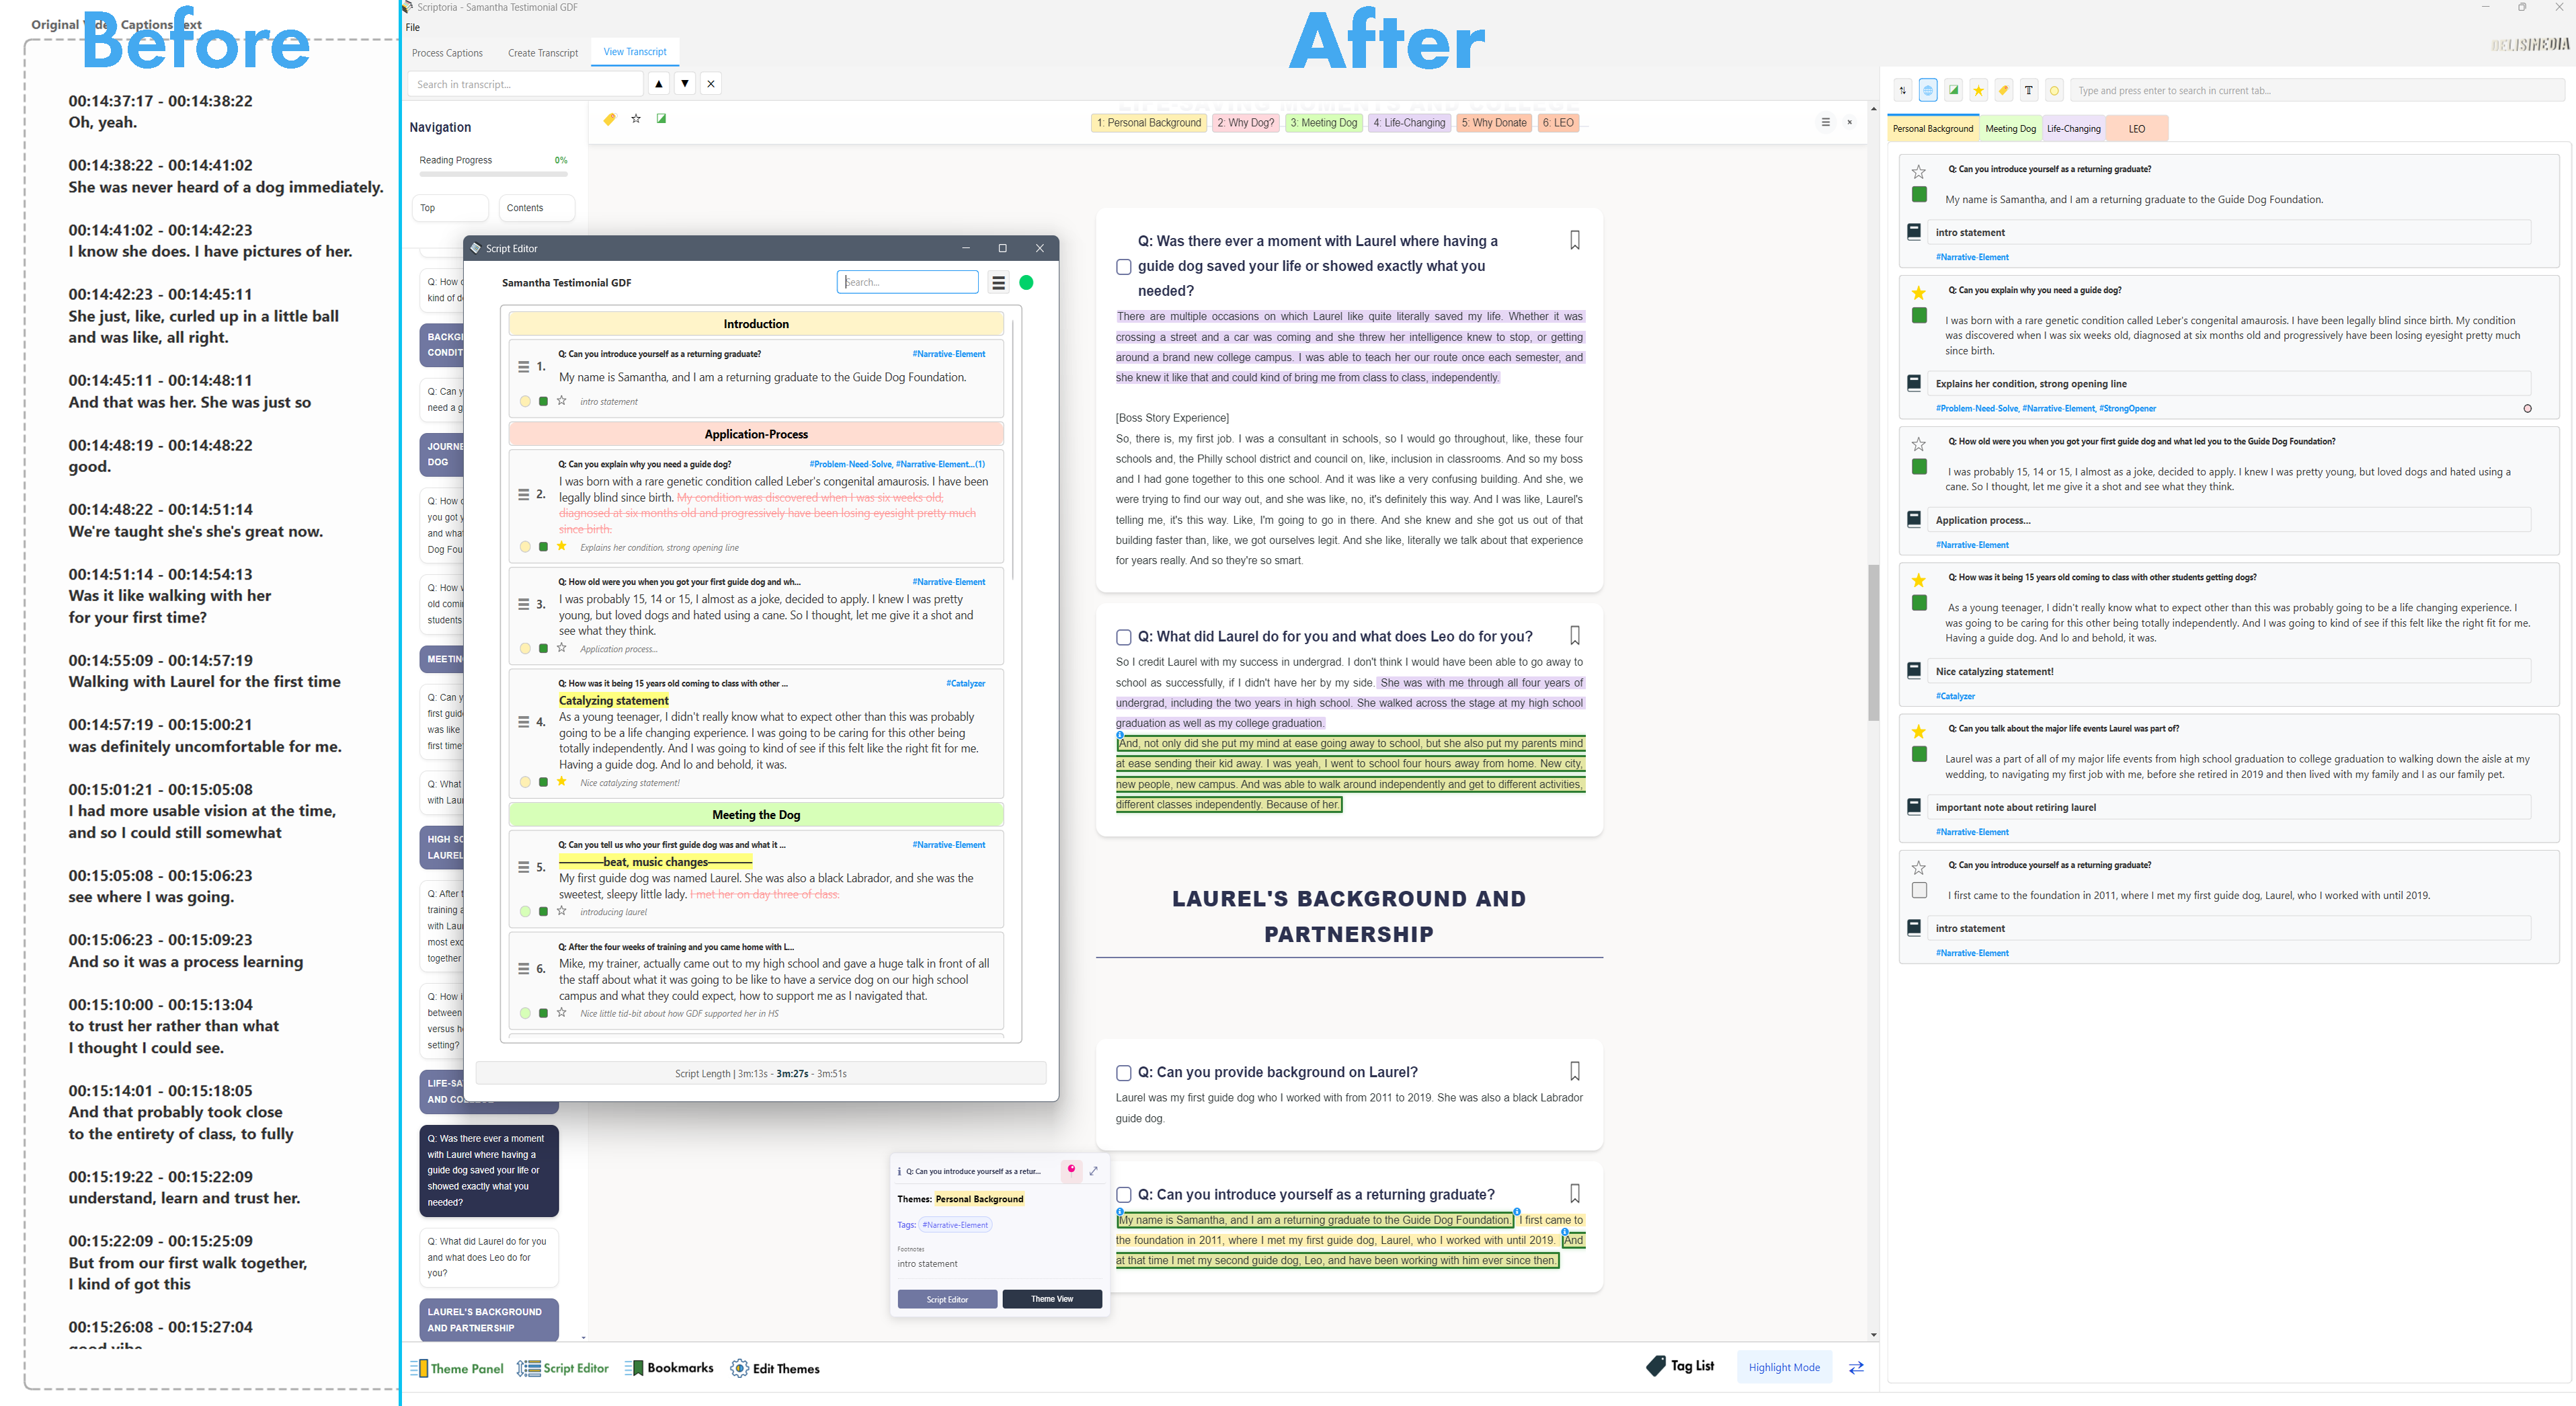 Original Captions Text
Before
00:14:37:17 - 00:14:38:22
Oh, yeah.
00:14:38:22 - 00:14:41:02
She was never heard of a dog immediately.
00:14:41:02 - 00:14:42:23
I know she does. I have pictures of her.
00:14:42:23 - 00:14:45:11
She just, like, curled up in a little ball
and was like, all right.
00:14:45:11 - 00:14:48:11
And that was her. She was just so
00:14:48:19 - 00:14:48:22
good.
00:14:48:22 - 00:14:51:14
We're taught she's she's great now.
00:14:51:14 - 00:14:54:13
Was it like walking with her
for your first time?
00:14:55:09 - 00:14:57:19
Walking with Laurel for the first time
00:14:57:19 - 00:15:00:21
was definitely uncomfortable for me.
00:15:01:21 - 00:15:05:08
I had more usable vision at the time,
and so I could still somewhat
00:15:05:08 - 00:15:06:23
see where I was going.
00:15:06:23 - 00:15:09:23
And so it was a process learning
00:15:10:00 - 00:15:13:04
to trust her rather than what
I thought I could see.
00:15:14:01 - 00:15:18:05
And that probably took close
to the entirety of class, to fully
00:15:19:22 - 00:15:22:09
understand, learn and trust her.
00:15:22:09 - 00:15:25:09
But from our first walk together,
I kind of got this
00:15:26:08 - 00:15:27:04
good vibe
Scriptoria - Samantha Testimonial GDF
After
File
DELISIMEDIA
Process Captions
Create Transcript
View Transcript
Search in transcript...
Navigation
Reading Progress 0%
Top
Contents
Q: How
kind of d
BACKG
CONDIT
Q: Can y
need a g
JOURNE
DOG
Q: How
you got y
and wha
Dog Fou
Q: How
old comi
students
MEETIN
Q: Can y
first guid
was like
first time
Q: What
with Lau
HIGH SC
LAUREL
Q: After t
training a
with Lau
most exc
together
Q: How i
between
versus h
setting?
LIFE-SA
AND CO
Q: Was there ever a moment
with Laurel where having a
guide dog saved your life or
showed exactly what you
needed?
Q: What did Laurel do for you
and what does Leo do for
you?
LAUREL'S BACKGROUND
AND PARTNERSHIP
Script Editor
Samantha Testimonial GDF
Search...
Introduction
Q: Can you introduce yourself as a returning graduate? #Narrative-Element
1. My name is Samantha, and I am a returning graduate to the Guide Dog Foundation.
intro statement
Application-Process
Q: Can you explain why you need a guide dog? #Problem-Need-Solve, #Narrative-Element...(1)
2. I was born with a rare genetic condition called Leber's congenital amaurosis. I have been
legally blind since birth. My condition was discovered when I was six weeks old,
diagnosed at six months old and progressively have been losing eyesight pretty much
since birth.
Explains her condition, strong opening line
Q: How old were you when you got your first guide dog and wh... #Narrative-Element
3. I was probably 15, 14 or 15, I almost as a joke, decided to apply. I knew I was pretty
young, but loved dogs and hated using a cane. So I thought, let me give it a shot and
see what they think.
Application process...
Q: How was it being 15 years old coming to class with other ... #Catalyzer
Catalyzing statement
4. As a young teenager, I didn't really know what to expect other than this was probably
going to be a life changing experience. I was going to be caring for this other being
totally independently. And I was going to kind of see if this felt like the right fit for me.
Having a guide dog. And lo and behold, it was.
Nice catalyzing statement!
Meeting the Dog
Q: Can you tell us who your first guide dog was and what it ... #Narrative-Element
————beat, music changes————
5. My first guide dog was named Laurel. She was also a black Labrador, and she was the
sweetest, sleepy little lady. I met her on day three of class.
introducing laurel
Q: After the four weeks of training and you came home with L...
6. Mike, my trainer, actually came out to my high school and gave a huge talk in front of all
the staff about what it was going to be like to have a service dog on our high school
campus and what they could expect, how to support me as I navigated that.
Nice little tid-bit about how GDF supported her in HS
Script Length | 3m:13s - 3m:27s - 3m:51s
LIFE-SAVING MOMENTS AND COLLEGE
1: Personal Background
2: Why Dog?
3: Meeting Dog
4: Life-Changing
5: Why Donate
6: LEO
Q: Was there ever a moment with Laurel where having a
guide dog saved your life or showed exactly what you
needed?
There are multiple occasions on which Laurel like quite literally saved my life. Whether it was
crossing a street and a car was coming and she threw her intelligence knew to stop, or getting
around a brand new college campus. I was able to teach her our route once each semester, and
she knew it like that and could kind of bring me from class to class, independently.
[Boss Story Experience]
So, there is, my first job. I was a consultant in schools, so I would go throughout, like, these four
schools and, the Philly school district and council on, like, inclusion in classrooms. And so my boss
and I had gone together to this one school. And it was like a very confusing building. And she, we
were trying to find our way out, and she was like, no, it's definitely this way. And I was like, Laurel's
telling me, it's this way. Like, I'm going to go in there. And she knew and she got us out of that
building faster than, like, we got ourselves legit. And she like, literally we talk about that experience
for years really. And so they're so smart.
Q: What did Laurel do for you and what does Leo do for you?
So I credit Laurel with my success in undergrad. I don't think I would have been able to go away to
school as successfully, if I didn't have her by my side. She was with me through all four years of
undergrad, including the two years in high school. She walked across the stage at my high school
graduation as well as my college graduation.
And, not only did she put my mind at ease going away to school, but she also put my parents mind
at ease sending their kid away. I was yeah, I went to school four hours away from home. New city,
new people, new campus. And was able to walk around independently and get to different activities,
different classes independently. Because of her.
LAUREL'S BACKGROUND AND
PARTNERSHIP
Q: Can you provide background on Laurel?
Laurel was my first guide dog who I worked with from 2011 to 2019. She was also a black Labrador
guide dog.
Q: Can you introduce yourself as a returning graduate?
My name is Samantha, and I am a returning graduate to the Guide Dog Foundation. I first came to
the foundation in 2011, where I met my first guide dog, Laurel, who I worked with until 2019. And
at that time I met my second guide dog, Leo, and have been working with him ever since then.
Q: Can you introduce yourself as a retur...
Themes: Personal Background
Tags: #Narrative-Element
Footnotes
intro statement
Script Editor
Theme View
Theme Panel
Script Editor
Bookmarks
Edit Themes
Tag List
Highlight Mode
T
Type and press enter to search in current tab...
Personal Background
Meeting Dog
Life-Changing
LEO
Q: Can you introduce yourself as a returning graduate?
My name is Samantha, and I am a returning graduate to the Guide Dog Foundation.
intro statement
#Narrative-Element
Q: Can you explain why you need a guide dog?
I was born with a rare genetic condition called Leber's congenital amaurosis. I have been legally blind since birth. My condition
was discovered when I was six weeks old, diagnosed at six months old and progressively have been losing eyesight pretty much
since birth.
Explains her condition, strong opening line
#Problem-Need-Solve, #Narrative-Element, #StrongOpener
Q: How old were you when you got your first guide dog and what led you to the Guide Dog Foundation?
I was probably 15, 14 or 15, I almost as a joke, decided to apply. I knew I was pretty young, but loved dogs and hated using a
cane. So I thought, let me give it a shot and see what they think.
Application process...
#Narrative-Element
Q: How was it being 15 years old coming to class with other students getting dogs?
As a young teenager, I didn't really know what to expect other than this was probably going to be a life changing experience. I
was going to be caring for this other being totally independently. And I was going to kind of see if this felt like the right fit for me.
Having a guide dog. And lo and behold, it was.
Nice catalyzing statement!
#Catalyzer
Q: Can you talk about the major life events Laurel was part of?
Laurel was a part of all of my major life events from high school graduation to college graduation to walking down the aisle at my
wedding, to navigating my first job with me, before she retired in 2019 and then lived with my family and I as our family pet.
important note about retiring laurel
#Narrative-Element
Q: Can you introduce yourself as a returning graduate?
I first came to the foundation in 2011, where I met my first guide dog, Laurel, who I worked with until 2019.
intro statement
#Narrative-Element